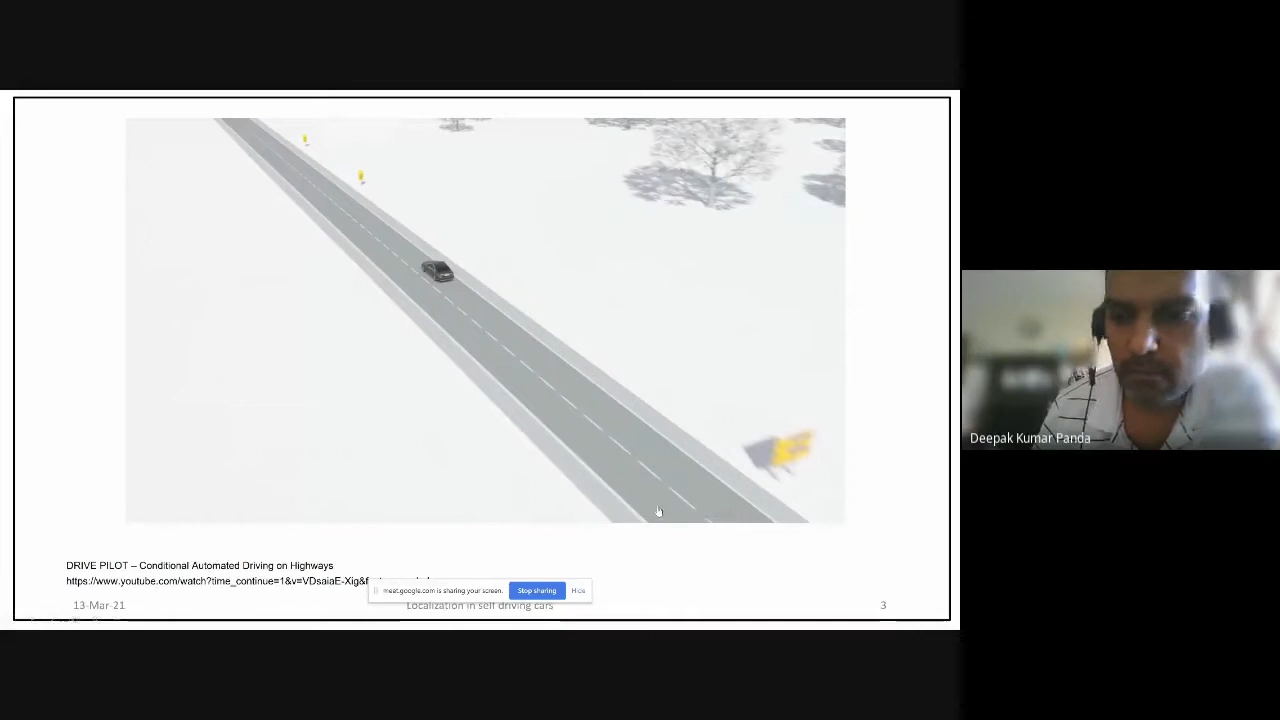 DRIVE PILOT – Conditional Automated Driving on Highways
https://www.youtube.com/watch?time_continue=1&v=VDsaiaE-Xig&f
meet.google.com is sharing your screen.
Stop sharing
Hide
13-Mar-21
Localization in self driving cars
3
Deepak Kumar Panda